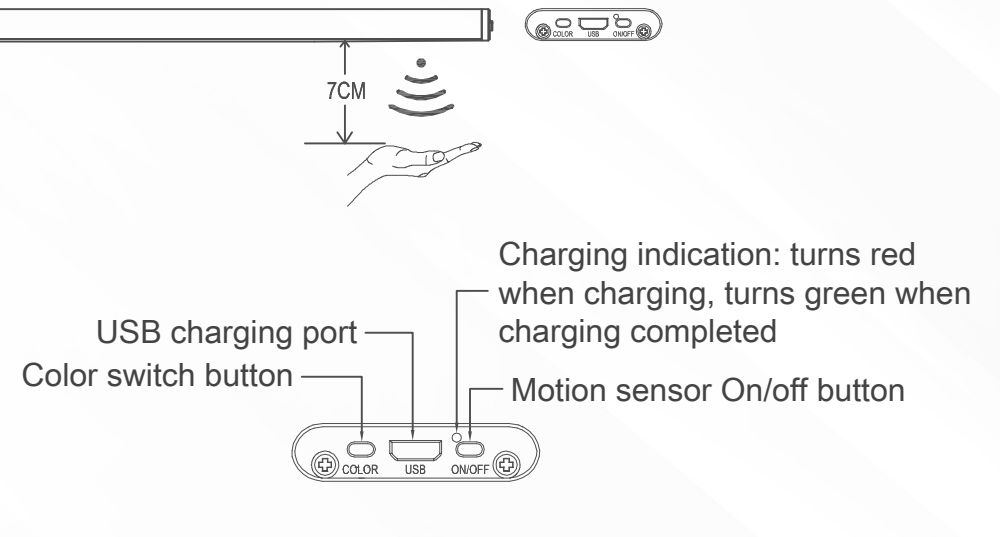 COLOR USB ON/OFF
7CM
Charging indication: turns red
when charging, turns green when
charging completed
USB charging port
Color switch button
Motion sensor On/off button
COLOR USB ON/OFF